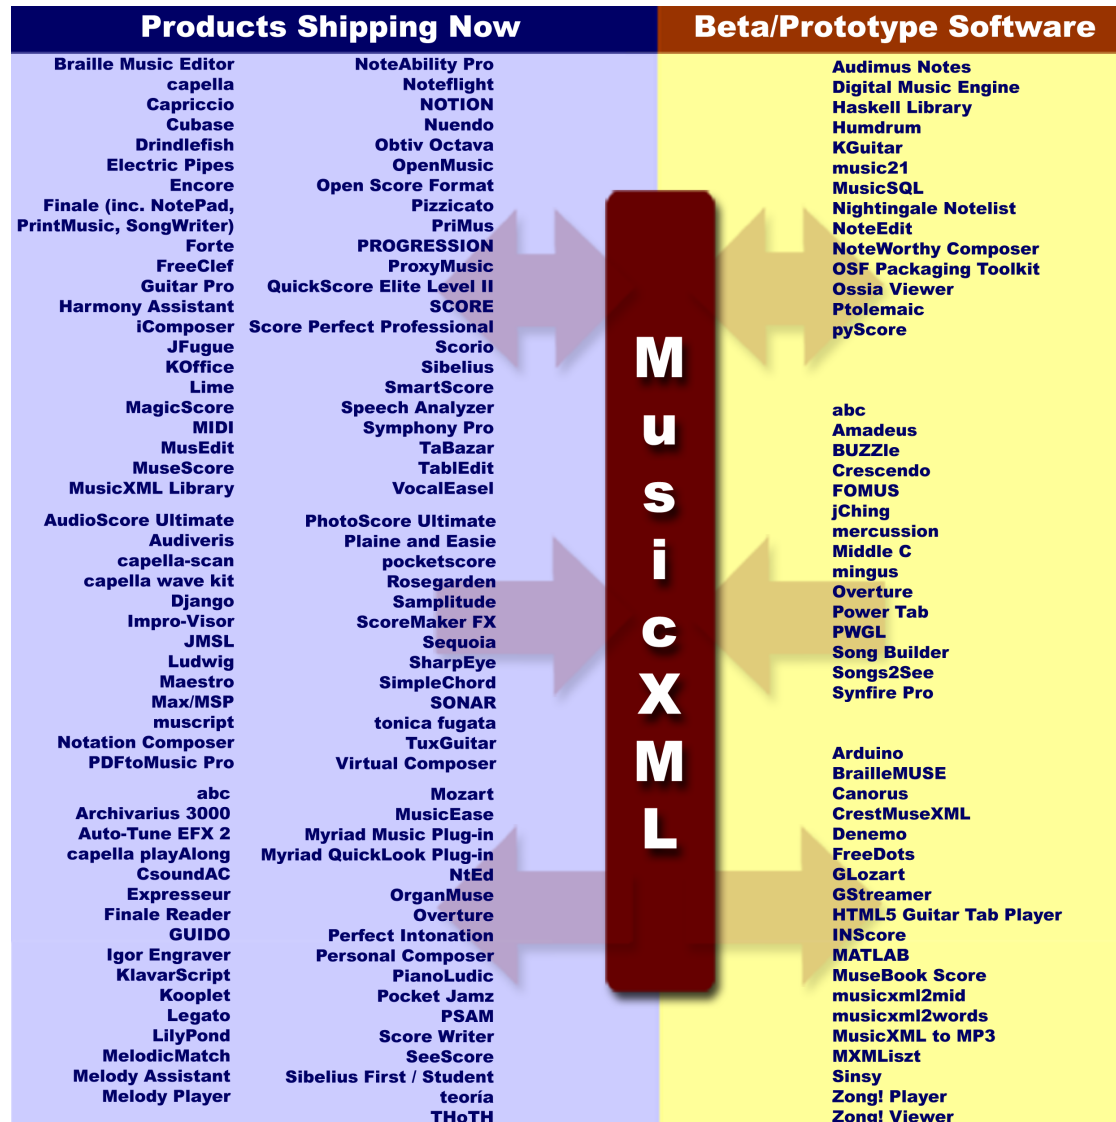 Products Shipping Now
Beta/Prototype Software
Braille Music Editor
capella
Capriccio
Cubase
Drindlefish
Electric Pipes
Encore
Finale (inc. NotePad,
PrintMusic, SongWriter)
Forte
FreeClef
Guitar Pro
Harmony Assistant
iComposer
JFugue
KOffice
Lime
MagicScore
MIDI
MusEdit
MuseScore
MusicXML Library
NoteAbility Pro
Noteflight
NOTION
Nuendo
Obtiv Octava
OpenMusic
Open Score Format
Pizzicato
PriMus
PROGRESSION
ProxyMusic
QuickScore Elite Level II
SCORE
Score Perfect Professional
Scorio
Sibelius
SmartScore
Speech Analyzer
Symphony Pro
TaBazar
TablEdit
VocalEasel
AudioScore Ultimate
Audiveris
capella-scan
capella wave kit
Django
Impro-Visor
JMSL
Ludwig
Maestro
Max/MSP
muscript
Notation Composer
PDFtoMusic Pro
PhotoScore Ultimate
Plaine and Easie
pocketscore
Rosegarden
Samplitude
ScoreMaker FX
Sequoia
SharpEye
SimpleChord
SONAR
tonica fugata
TuxGuitar
Virtual Composer
abc
Archivarius 3000
Auto-Tune EFX 2
capella playAlong
CsoundAC
Expresseur
Finale Reader
GUIDO
Igor Engraver
KlavarScript
Kooplet
Legato
LilyPond
MelodicMatch
Melody Assistant
Melody Player
Mozart
MusicEase
Myriad Music Plug-in
Myriad QuickLook Plug-in
NtEd
OrganMuse
Overture
Perfect Intonation
Personal Composer
PianoLudic
Pocket Jamz
PSAM
Score Writer
SeeScore
Sibelius First / Student
teoría
THoTH
MusicXML
Audimus Notes
Digital Music Engine
Haskell Library
Humdrum
KGuitar
music21
MusicSQL
Nightingale Notelist
NoteEdit
NoteWorthy Composer
OSF Packaging Toolkit
Ossia Viewer
Ptolemaic
pyScore
abc
Amadeus
BUZZle
Crescendo
FOMUS
jChing
mercussion
Middle C
mingus
Overture
Power Tab
PWGL
Song Builder
Songs2See
Synfire Pro
Arduino
BrailleMUSE
Canorus
CrestMuseXML
Denemo
FreeDots
GLozart
GStreamer
HTML5 Guitar Tab Player
INScore
MATLAB
MuseBook Score
musicxml2mid
musicxml2words
MusicXML to MP3
MXMLiszt
Sinsy
Zong! Player
Zong! Viewer